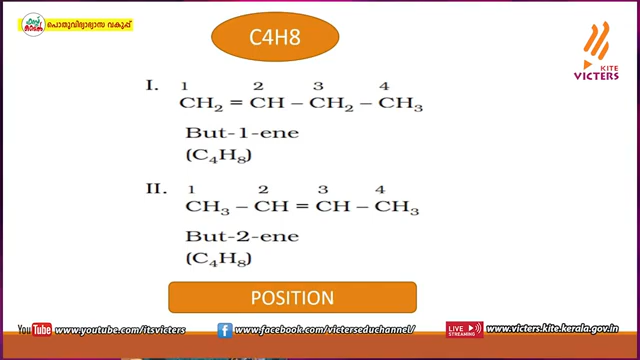 പൊതുവിദ്യാഭ്യാസ വകുപ്പ്
C4H8
KITE
VICTERS
I.
1 2 3 4
CH₂ = CH – CH₂ – CH₃
But-1-ene
(C₄H₈)
II.
1 2 3 4
CH₃ – CH = CH – CH₃
But-2-ene
(C₄H₈)
POSITION
YouTube www.youtube.com/itsvicters
f www.facebook.com/victerseduchannel/
LIVE STREAMING www.victers.kite.kerala.gov.in